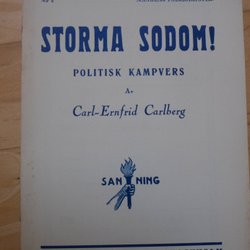 STORMA SODOM!
POLITISK KAMPVERS
Av
Carl-Ernfrid Carlberg
SAN NING